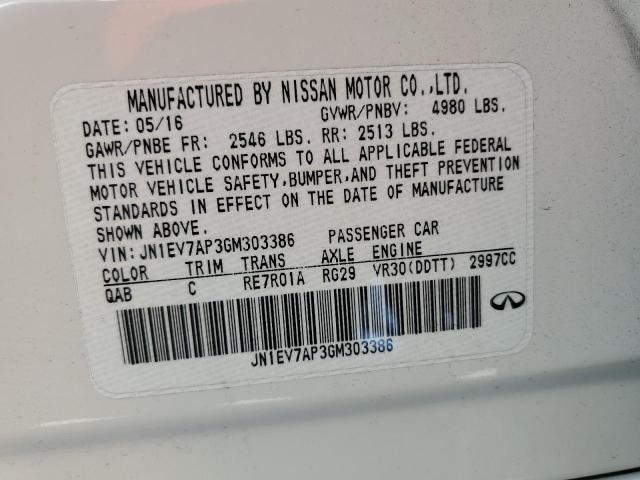 MANUFACTURED BY NISSAN MOTOR CO.,LTD.
DATE: 05/16 GVWR/PNBV: 4980 LBS.
GAWR/PNBE FR: 2546 LBS. RR: 2513 LBS.
THIS VEHICLE CONFORMS TO ALL APPLICABLE FEDERAL
MOTOR VEHICLE SAFETY,BUMPER,AND THEFT PREVENTION
STANDARDS IN EFFECT ON THE DATE OF MANUFACTURE
SHOWN ABOVE.
VIN: JN1EV7AP3GM303386 PASSENGER CAR
COLOR TRIM TRANS AXLE ENGINE
QAB C RE7R01A RG29 VR30(DDTT) 2997CC
JN1EV7AP3GM303386